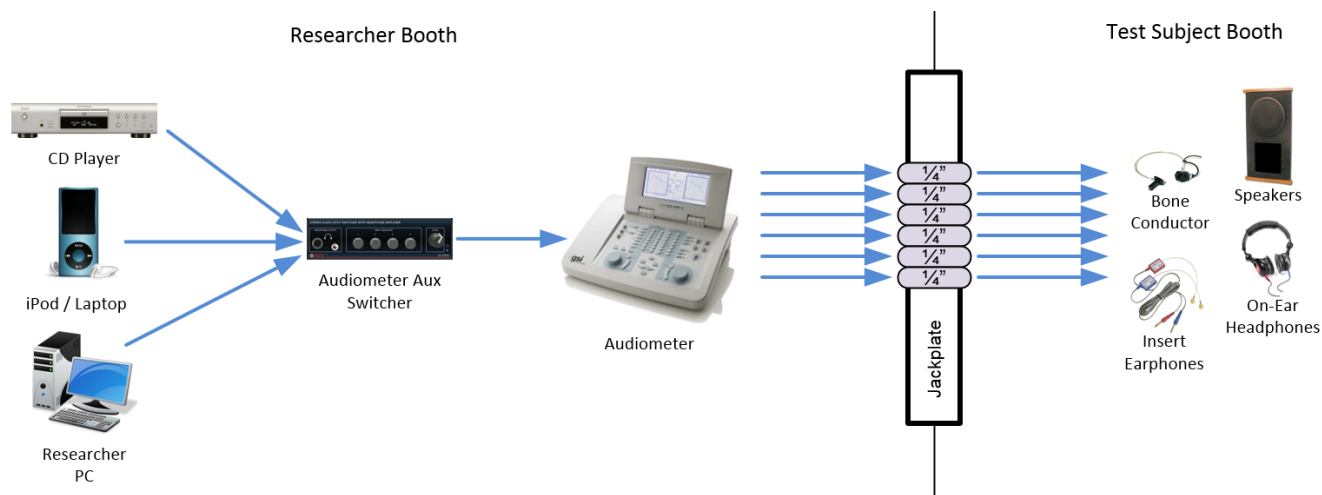 Researcher Booth
Test Subject Booth
CD Player
iPod / Laptop
Researcher
PC
Audiometer Aux
Switcher
gsi
Audiometer
1/4”
1/4”
1/4”
1/4”
1/4”
1/4”
Jackplate
Bone
Conductor
Speakers
Insert
Earphones
On-Ear
Headphones